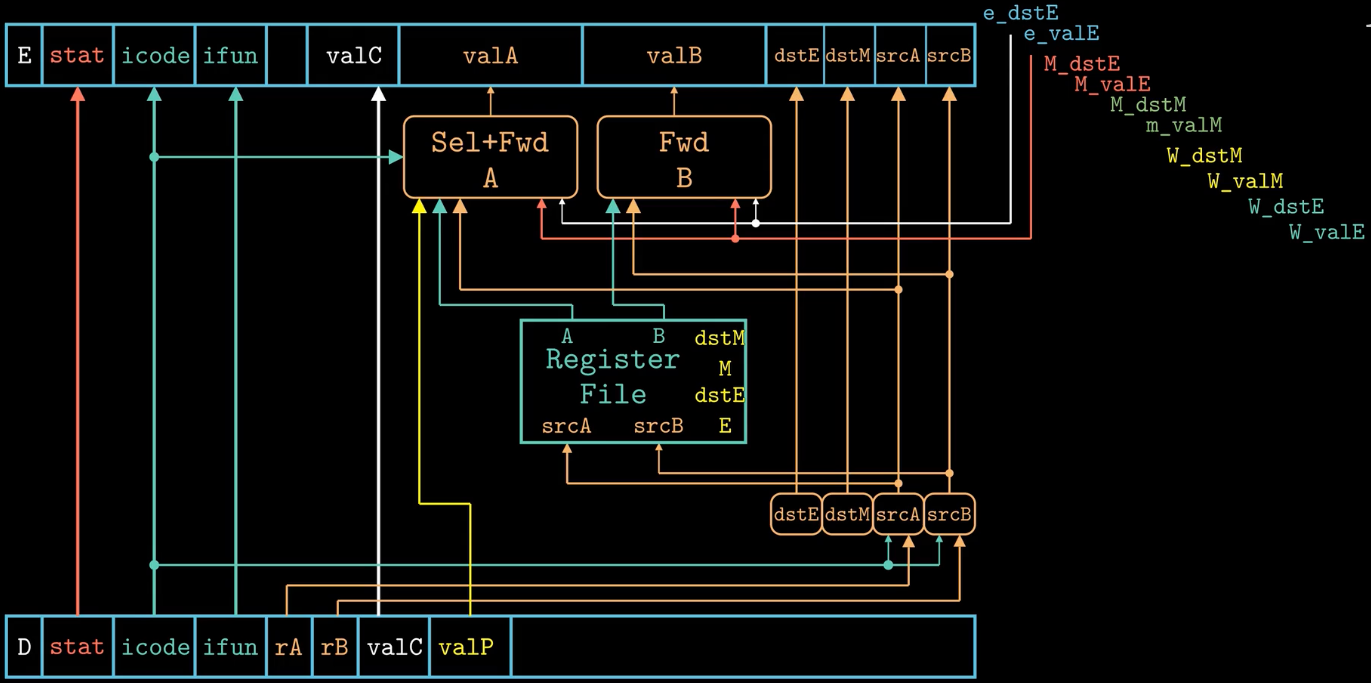 E stat icode ifun valC valA valB dstE dstM srcA srcB
e_dstE
e_valE
M_dstE
M_valE
M_dstM
m_valM
W_dstM
W_valM
W_dstE
W_valE
Sel+Fwd
A
Fwd
B
A B dstM
Register M
File dstE
srcA srcB E
dstE dstM srcA srcB
D stat icode ifun rA rB valC valP